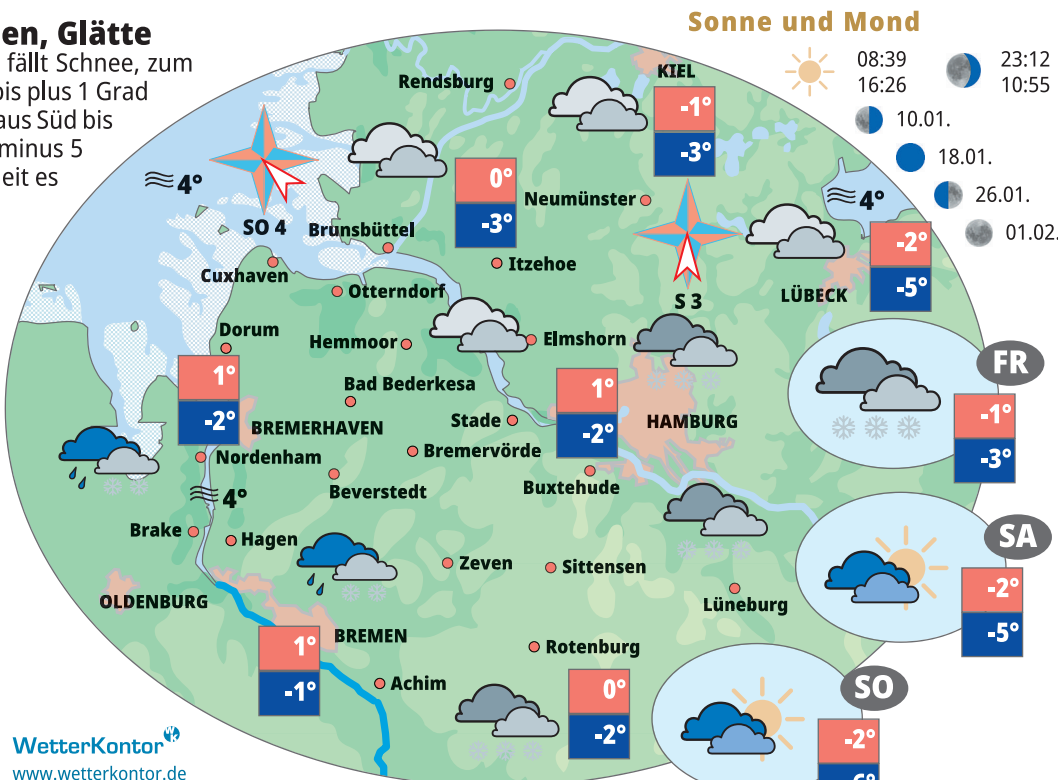 en, Glätte
fällt Schnee, zum
bis plus 1 Grad
aus Süd bis
minus 5
eit es
Sonne und Mond
08:39
16:26
23:12
10:55
10.01.
18.01.
26.01.
01.02.
Rendsburg
KIEL
-1°
-3°
4°
SO 4
0°
-3°
Neumünster
4°
Brunsbüttel
-2°
-5°
Cuxhaven
Itzehoe
Otterndorf
S 3
LÜBECK
Dorum
Hemmoor
Elmshorn
FR
1°
-2°
Bad Bederkesa
1°
-2°
-1°
-3°
BREMERHAVEN
Stade
HAMBURG
Nordenham
Bremervörde
Beverstedt
Buxtehude
4°
Brake
Hagen
SA
Zeven
Sittensen
-2°
-5°
OLDENBURG
Lüneburg
BREMEN
1°
-1°
Rotenburg
Achim
0°
-2°
SO
-2°
-6°
WetterKontor
www.wetterkontor.de